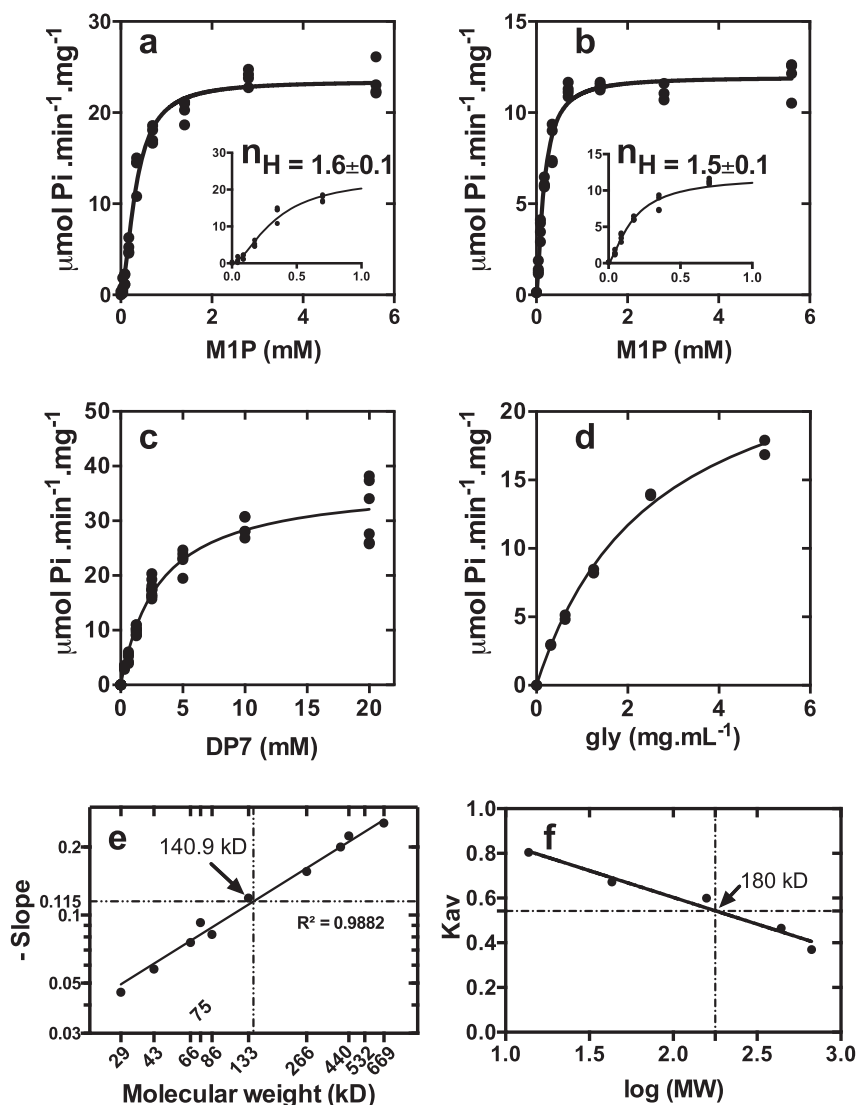 a
µmol Pi .min⁻¹.mg⁻¹
30
20
10
0
0 2 4 6
M1P (mM)
nH = 1.6±0.1
30
20
10
0
0.0 0.5 1.0
b
µmol Pi .min⁻¹.mg⁻¹
15
10
5
0
0 2 4 6
M1P (mM)
nH = 1.5±0.1
15
10
5
0
0.0 0.5 1.0
c
µmol Pi .min⁻¹.mg⁻¹
50
40
30
20
10
0
0 5 10 15 20
DP7 (mM)
d
µmol Pi .min⁻¹.mg⁻¹
20
15
10
5
0
0 2 4 6
gly (mg.mL⁻¹)
e
- Slope
0.2
0.115
0.1
0.05
0.03
140.9 kD
R² = 0.9882
75
29 43 66 86 133 266 440 532 669
Molecular weight (kD)
f
Kav
1.0
0.8
0.6
0.4
0.2
0.0
180 kD
1.0 1.5 2.0 2.5 3.0
log (MW)